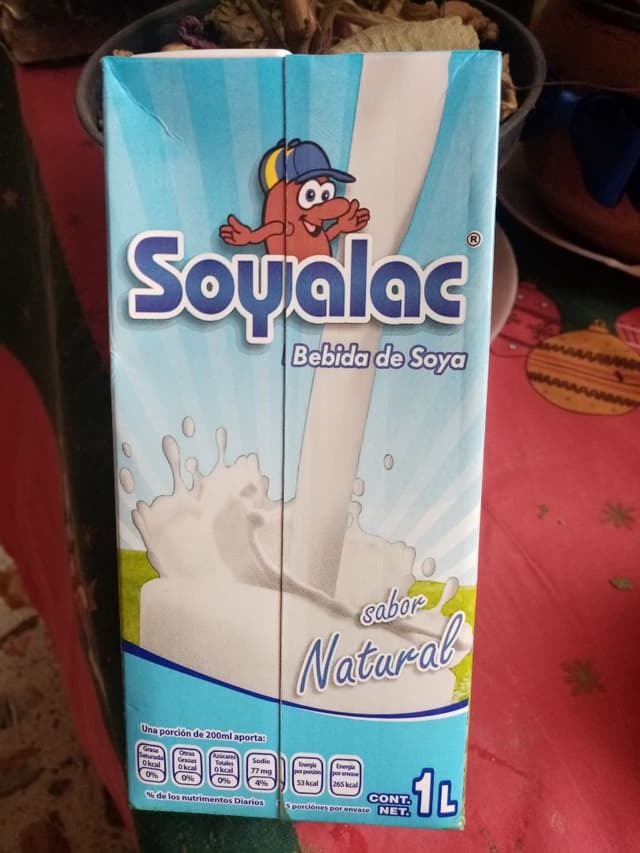 Soyalac ®
Bebida de Soya
sabor
Natural
Una porción de 200ml aporta:
Grasa Saturada 0 kcal 0%
Otras Grasas 0 kcal 0%
Azúcares Totales 0 kcal 0%
Sodio 77 mg 4%
Energía por porción 53 kcal
Energía por envase 265 kcal
% de los nutrimentos Diarios
5 porciónes por envase
CONT. NET. 1L